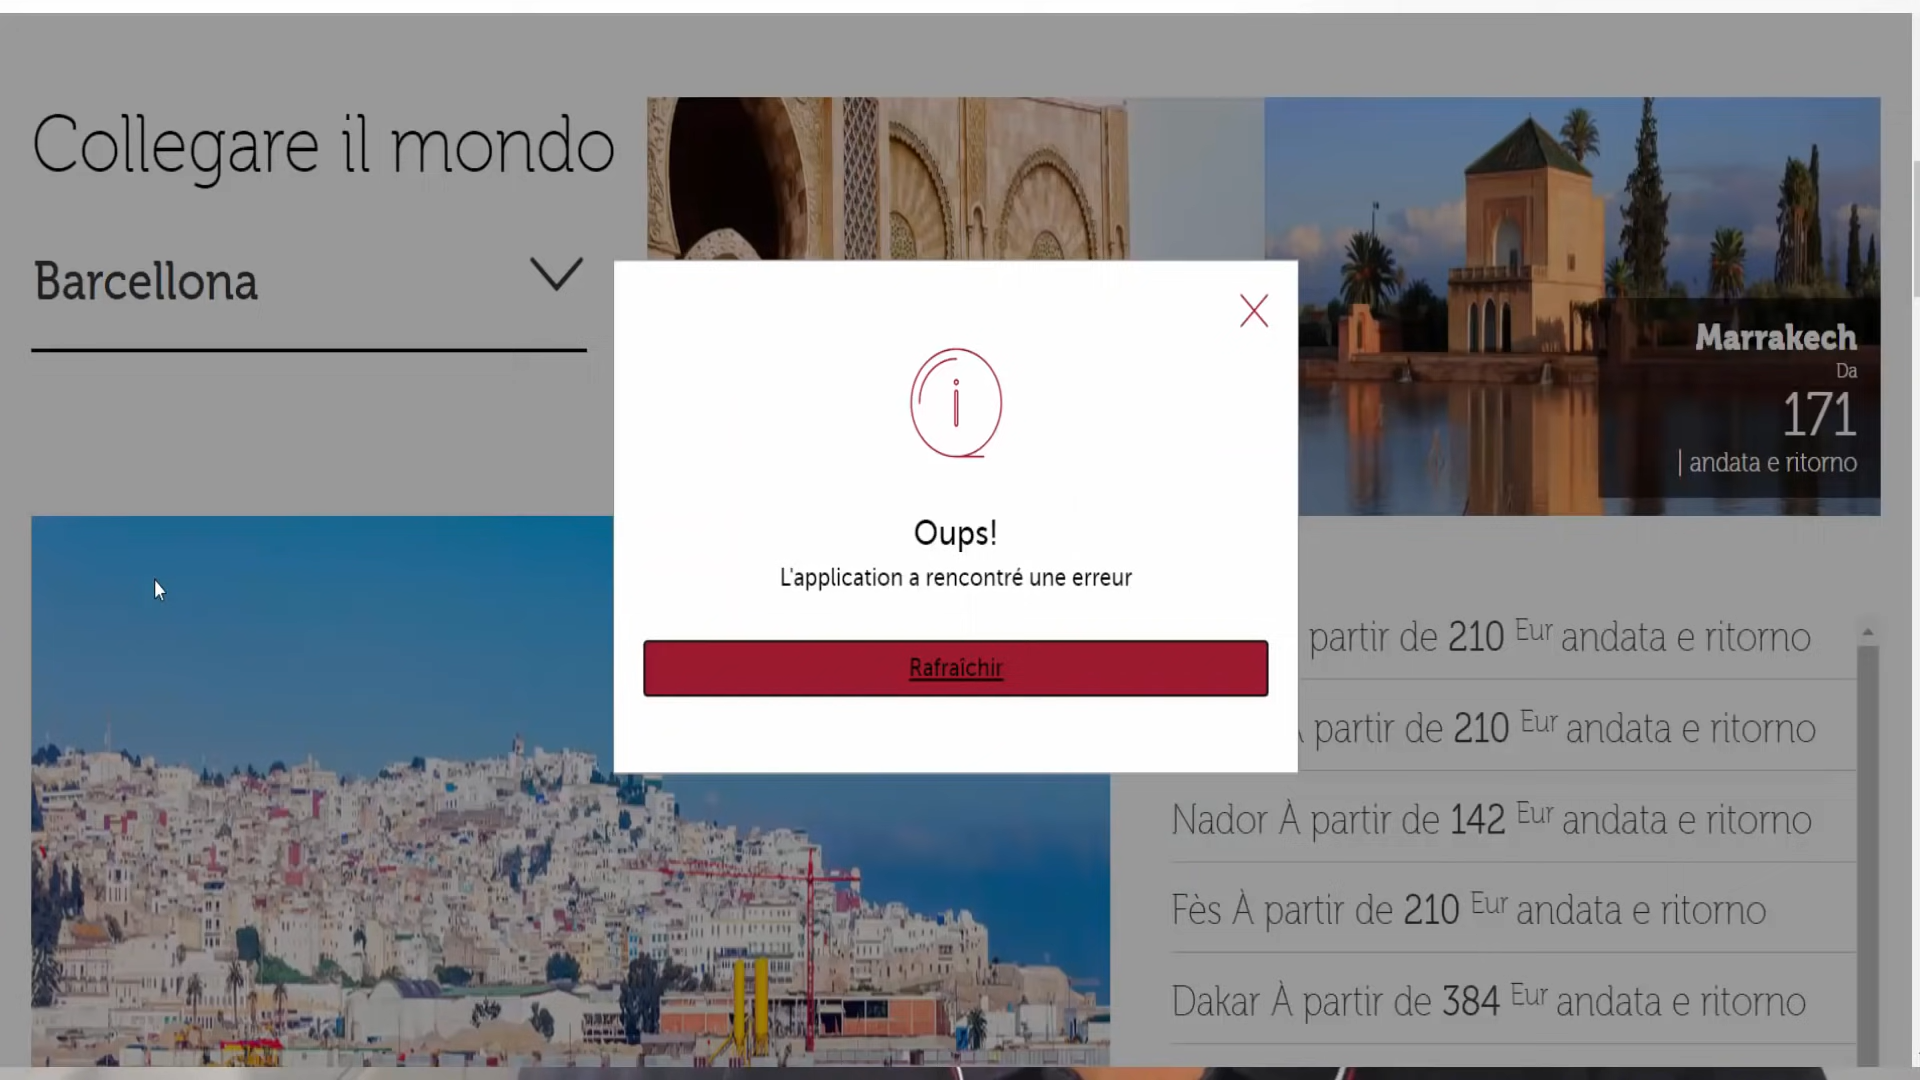 Collegare il mondo
Barcellona
Marrakech
Da
171
| andata e ritorno
Oups!
L'application a rencontré une erreur
Rafraîchir
partir de 210 Eur andata e ritorno
partir de 210 Eur andata e ritorno
Nador À partir de 142 Eur andata e ritorno
Fès À partir de 210 Eur andata e ritorno
Dakar À partir de 384 Eur andata e ritorno